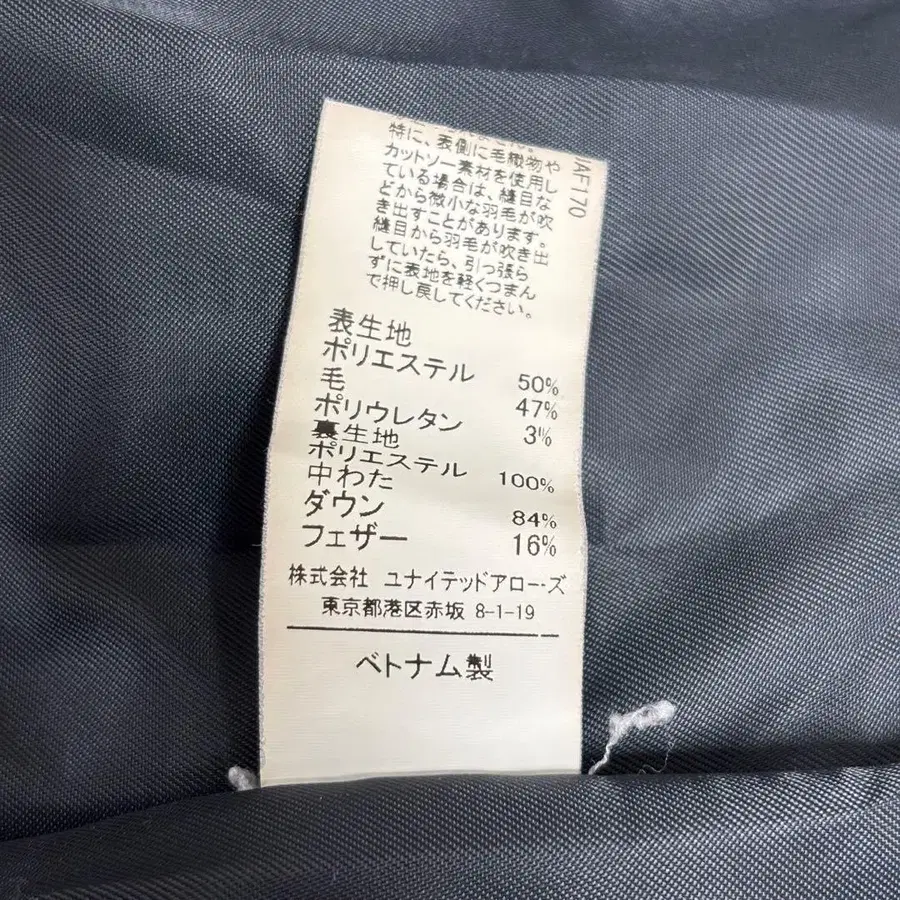 特に、表側に毛織物や
カットソー素材を使用し
ている場合は、縫目な
どから微小な羽毛が吹
き出すことがあります。
縫目から羽毛が吹き出
していたら、引っ張ら
ずに表地を軽くつまん
で押し戻してください。
表生地
ポリエステル 50%
毛 47%
ポリウレタン 3%
裏生地
ポリエステル 100%
中わた
ダウン 84%
フェザー 16%
株式会社 ユナイテッドアロー・ズ
東京都港区赤坂 8-1-19
ベトナム製